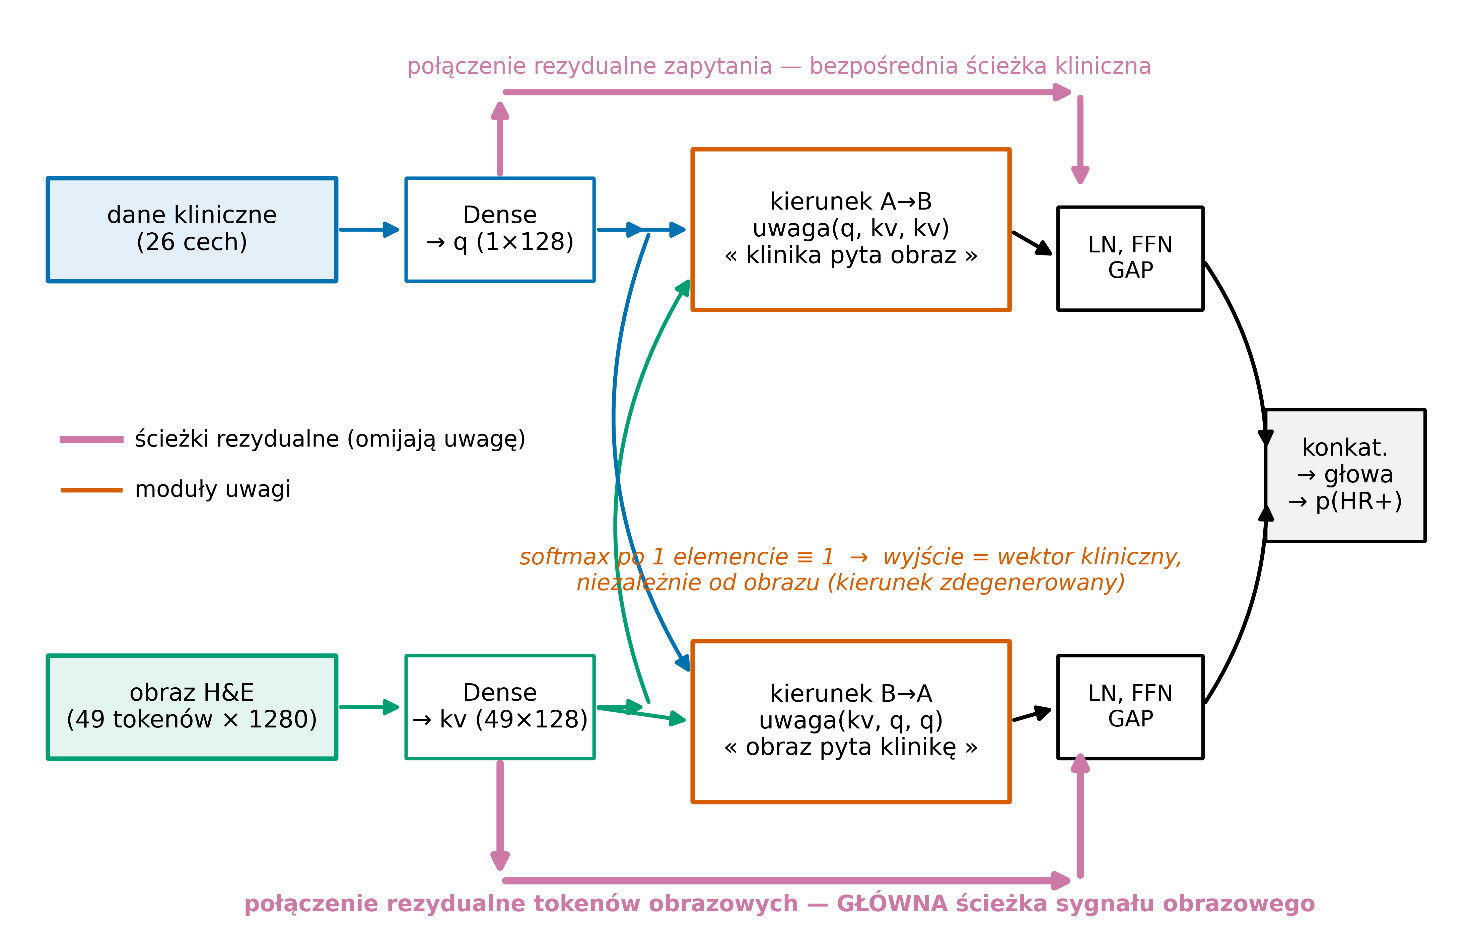 połączenie rezydualne zapytania — bezpośrednia ścieżka kliniczna
dane kliniczne
(26 cech)
Dense
→ q (1×128)
kierunek A→B
uwaga(q, kv, kv)
« klinika pyta obraz »
LN, FFN
GAP
ścieżki rezydualne (omijają uwagę)
moduły uwagi
konkat.
→ głowa
→ p(HR+)
softmax po 1 elemencie ≡ 1 → wyjście = wektor kliniczny,
niezależnie od obrazu (kierunek zdegenerowany)
obraz H&E
(49 tokenów × 1280)
Dense
→ kv (49×128)
kierunek B→A
uwaga(kv, q, q)
« obraz pyta klinikę »
LN, FFN
GAP
połączenie rezydualne tokenów obrazowych — GŁÓWNA ścieżka sygnału obrazowego